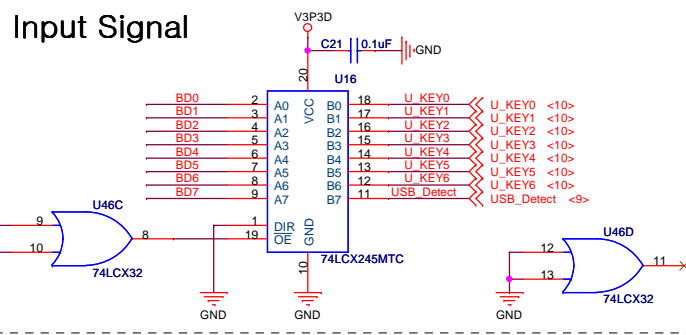 Input Signal
V3P3D
C21 0.1uF
GND
20
U16
BD0 2 A0 VCC B0 18 U_KEY0 U_KEY0 <10>
BD1 3 A1 B1 17 U_KEY1 U_KEY1 <10>
BD2 4 A2 B2 16 U_KEY2 U_KEY2 <10>
BD3 5 A3 B3 15 U_KEY3 U_KEY3 <10>
BD4 6 A4 B4 14 U_KEY4 U_KEY4 <10>
BD5 7 A5 B5 13 U_KEY5 U_KEY5 <10>
BD6 8 A6 B6 12 U_KEY6 U_KEY6 <10>
BD7 9 A7 B7 11 USB_Detect USB_Detect <9>
U46C
9
10
8
74LCX32
1 DIR
19 OE
GND
10
74LCX245MTC
GND
GND
U46D
12
13
11
74LCX32
GND